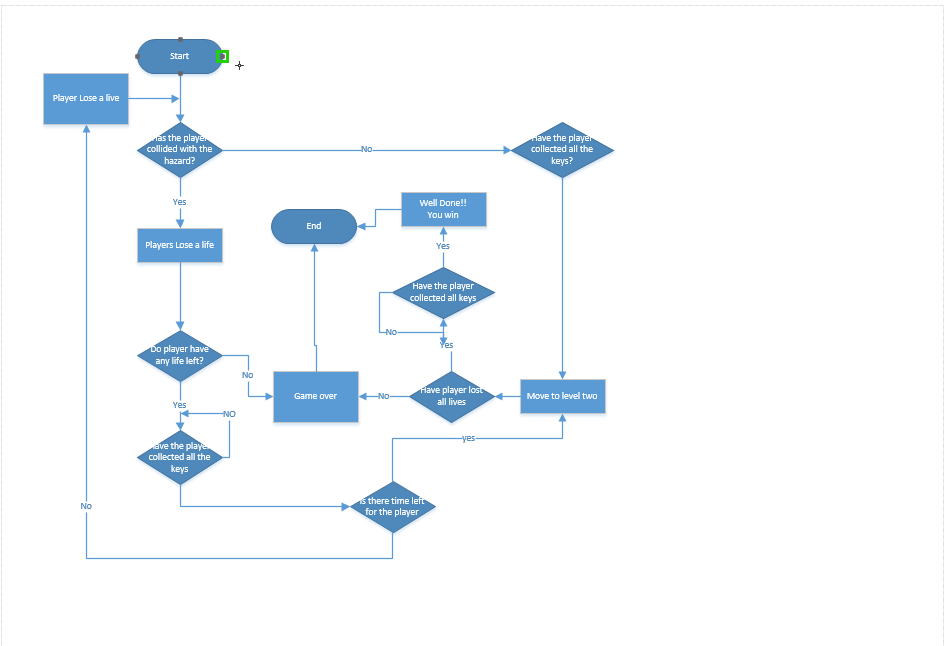 Start
Player Lose a live
Has the player
collided with the
hazard?
No
Have the player
collected all the
keys?
Yes
Players Lose a life
End
Well Done!!
You win
Yes
Have the player
collected all keys
No
Yes
Do player have
any life left?
No
Game over
No
Have player lost
all lives
Move to level two
Yes
NO
Have the player
collected all the
keys
yes
No
Is there time left
for the player